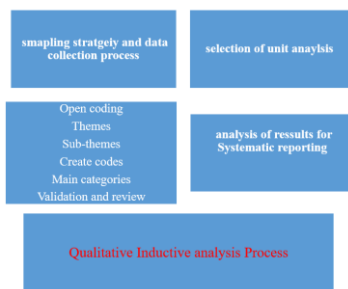 smapling stratgeiy and data
collection process
selection of unit anaylsis
Open coding
Themes
Sub-themes
Create codes
Main categories
Validation and review
analysis of ressults for
Systematic reporting
Qualitative Inductive analysis Process